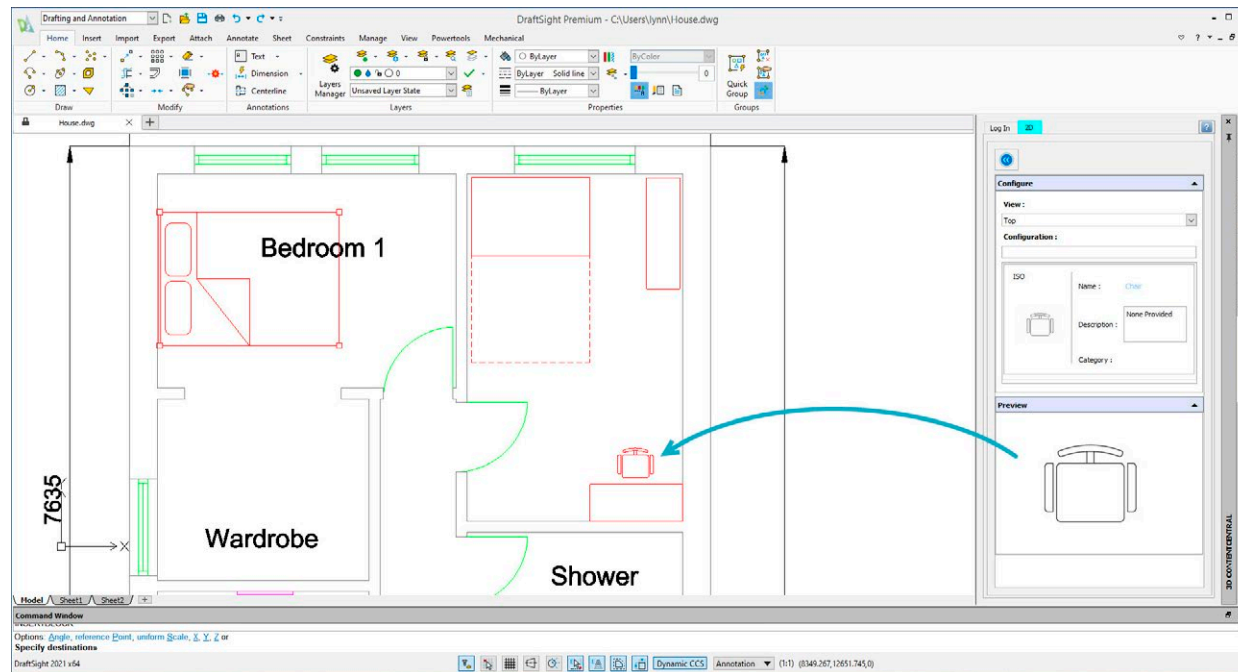 Drafting and Annotation
DraftSight Premium - C:\Users\lynn\House.dwg
Home Insert Import Export Attach Annotate Sheet Constraints Manage View Powertools Mechanical
Text
Dimension
Centerline
Layers Manager
0
Unsaved Layer State
ByLayer
ByLayer Solid line
ByLayer
ByColor
0
Quick Group
Draw Modify Annotations Layers Properties Groups
House.dwg
Log In 2D
Configure
View :
Top
Configuration :
ISO
Name : Chair
Description : None Provided
Category :
Preview
3D CONTENTCENTRAL
Bedroom 1
7635
X
Wardrobe
Shower
Model Sheet1 Sheet2 +
Command Window
Options: Angle, reference Point, uniform Scale, X, Y, Z or
Specify destinations
DraftSight 2021 x64
Dynamic CCS Annotation (1:1) (8349.267,12651.745,0)